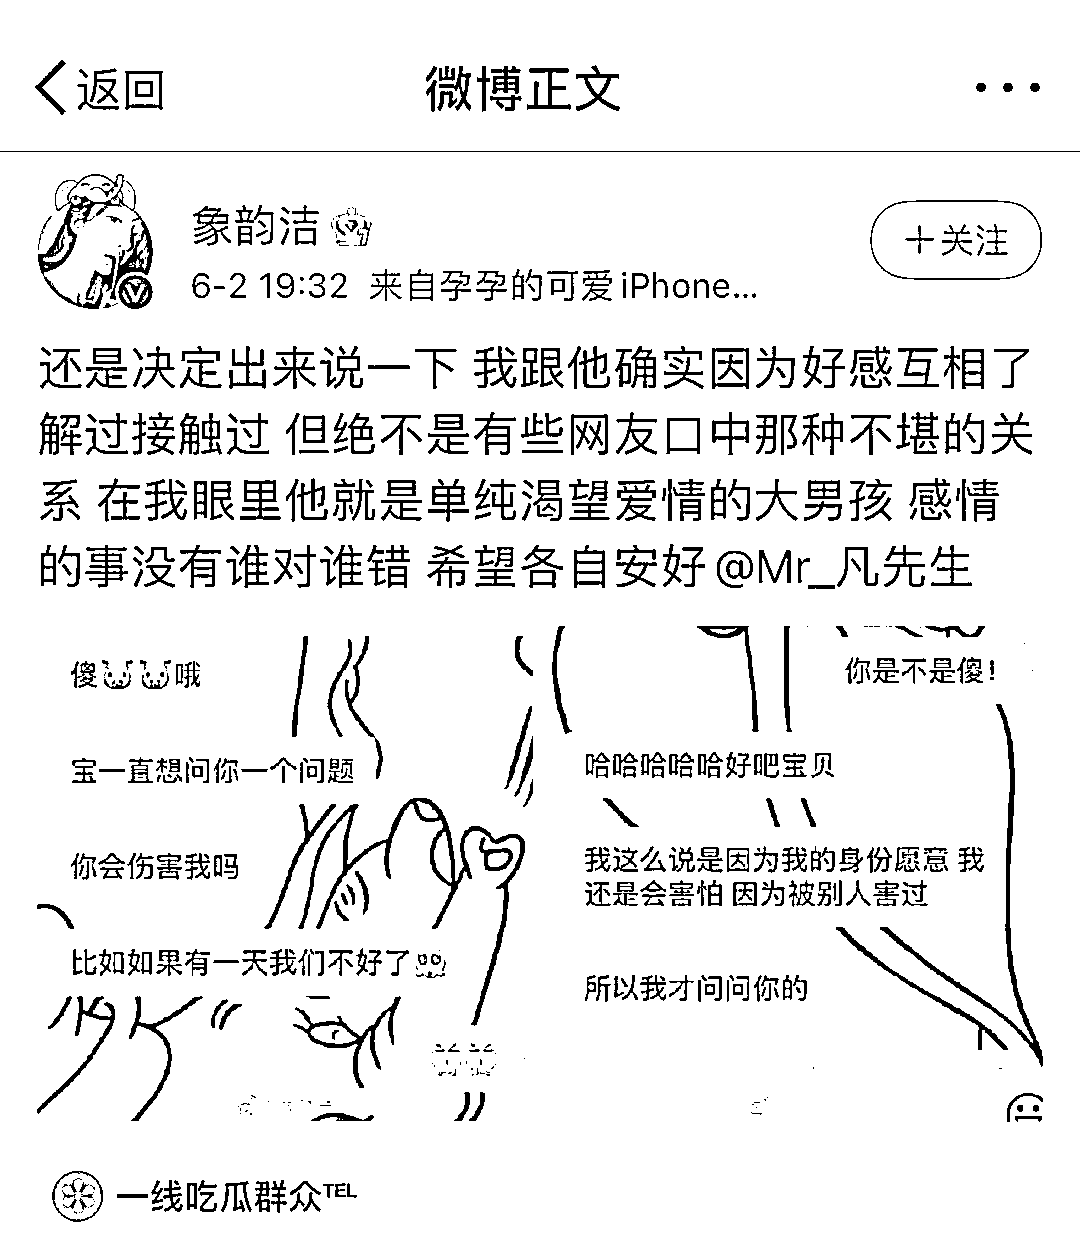 返回
微博正文
象韵洁
+关注
6-2 19:32 来自孕孕的可爱iPhone...
还是决定出来说一下 我跟他确实因为好感互相了
解过接触过 但绝不是有些网友口中那种不堪的关
系 在我眼里他就是单纯渴望爱情的大男孩 感情
的事没有谁对谁错 希望各自安好@Mr_凡先生
傻哦
宝一直想问你一个问题
你会伤害我吗
比如如果有一天我们不好了
你是不是傻！
哈哈哈哈哈好吧宝贝
我这么说是因为我的身份愿意 我
还是会害怕 因为被别人害过
所以我才问问你的
一线吃瓜群众TEL